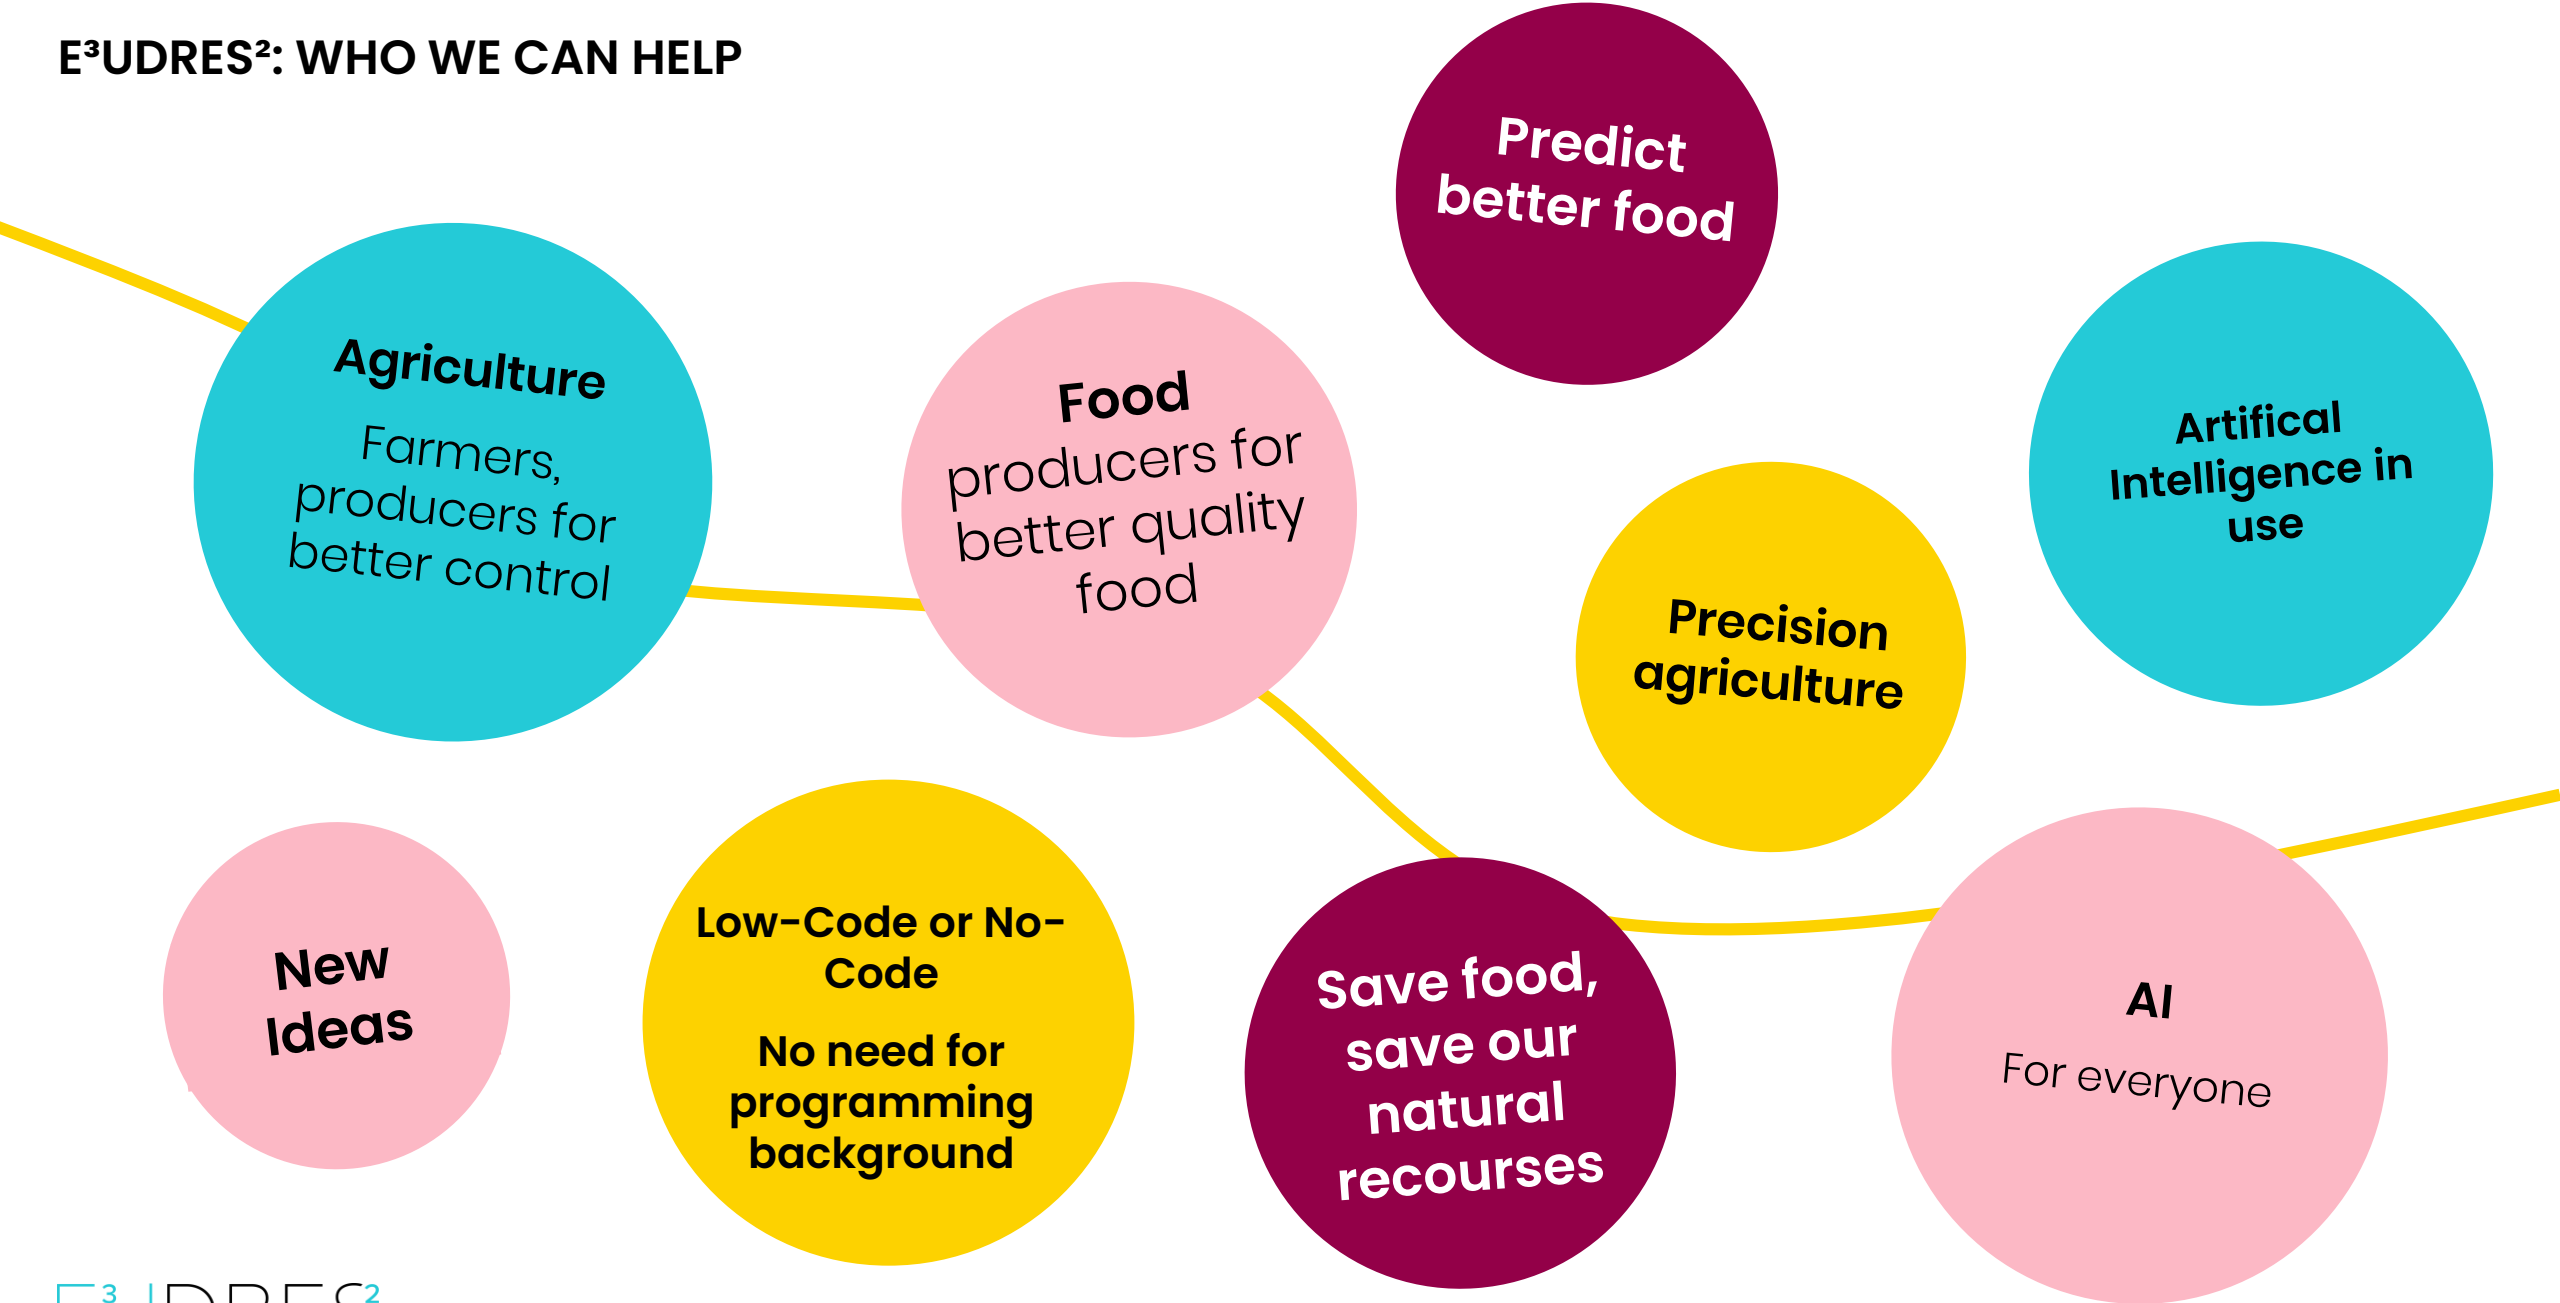 E³UDRES²: WHO WE CAN HELP
Predict
better food
Agriculture
Farmers,
producers for
better control
Food
producers for
better quality
food
Artifical
Intelligence in
use
Precision
agriculture
New
Ideas
Low-Code or No-
Code
No need for
programming
background
Save food,
save our
natural
recourses
AI
For everyone
E³UDRES²